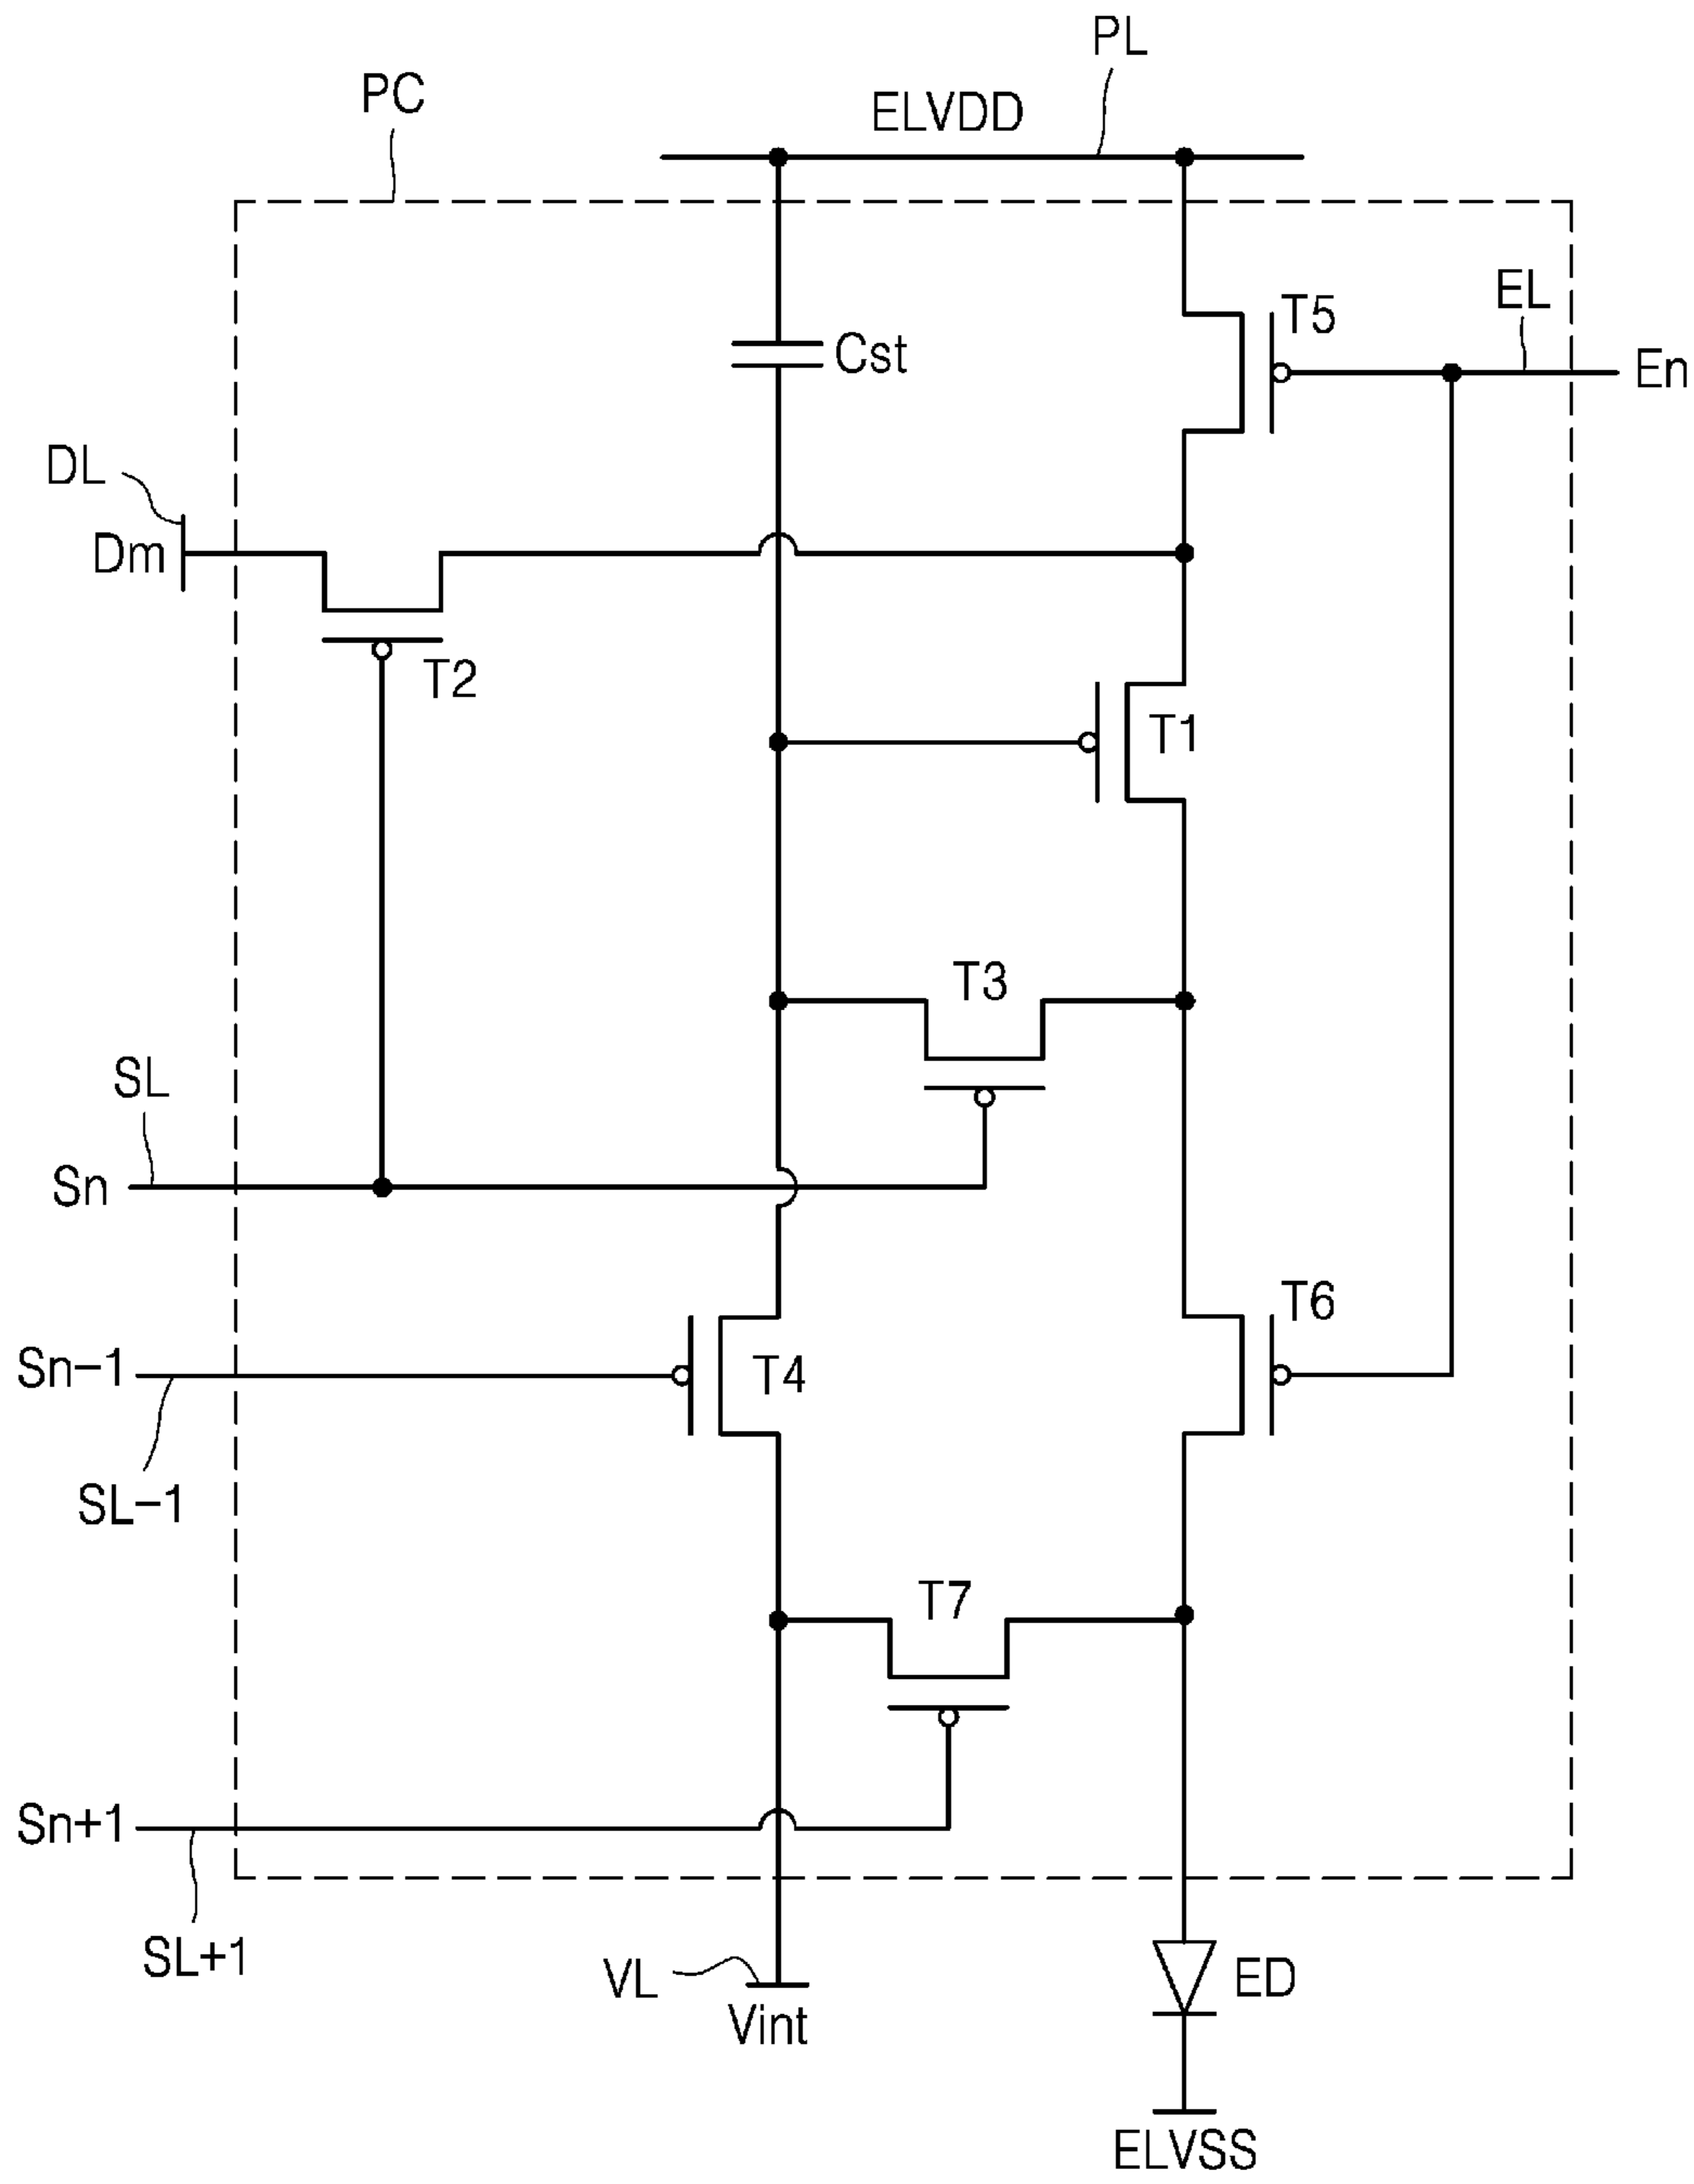 PL
PC
ELVDD
EL
T5
Cst
En
DL
Dm
T2
T1
T3
SL
Sn
T6
Sn-1
T4
SL-1
T7
Sn+1
SL+1
VL
ED
Vint
ELVSS